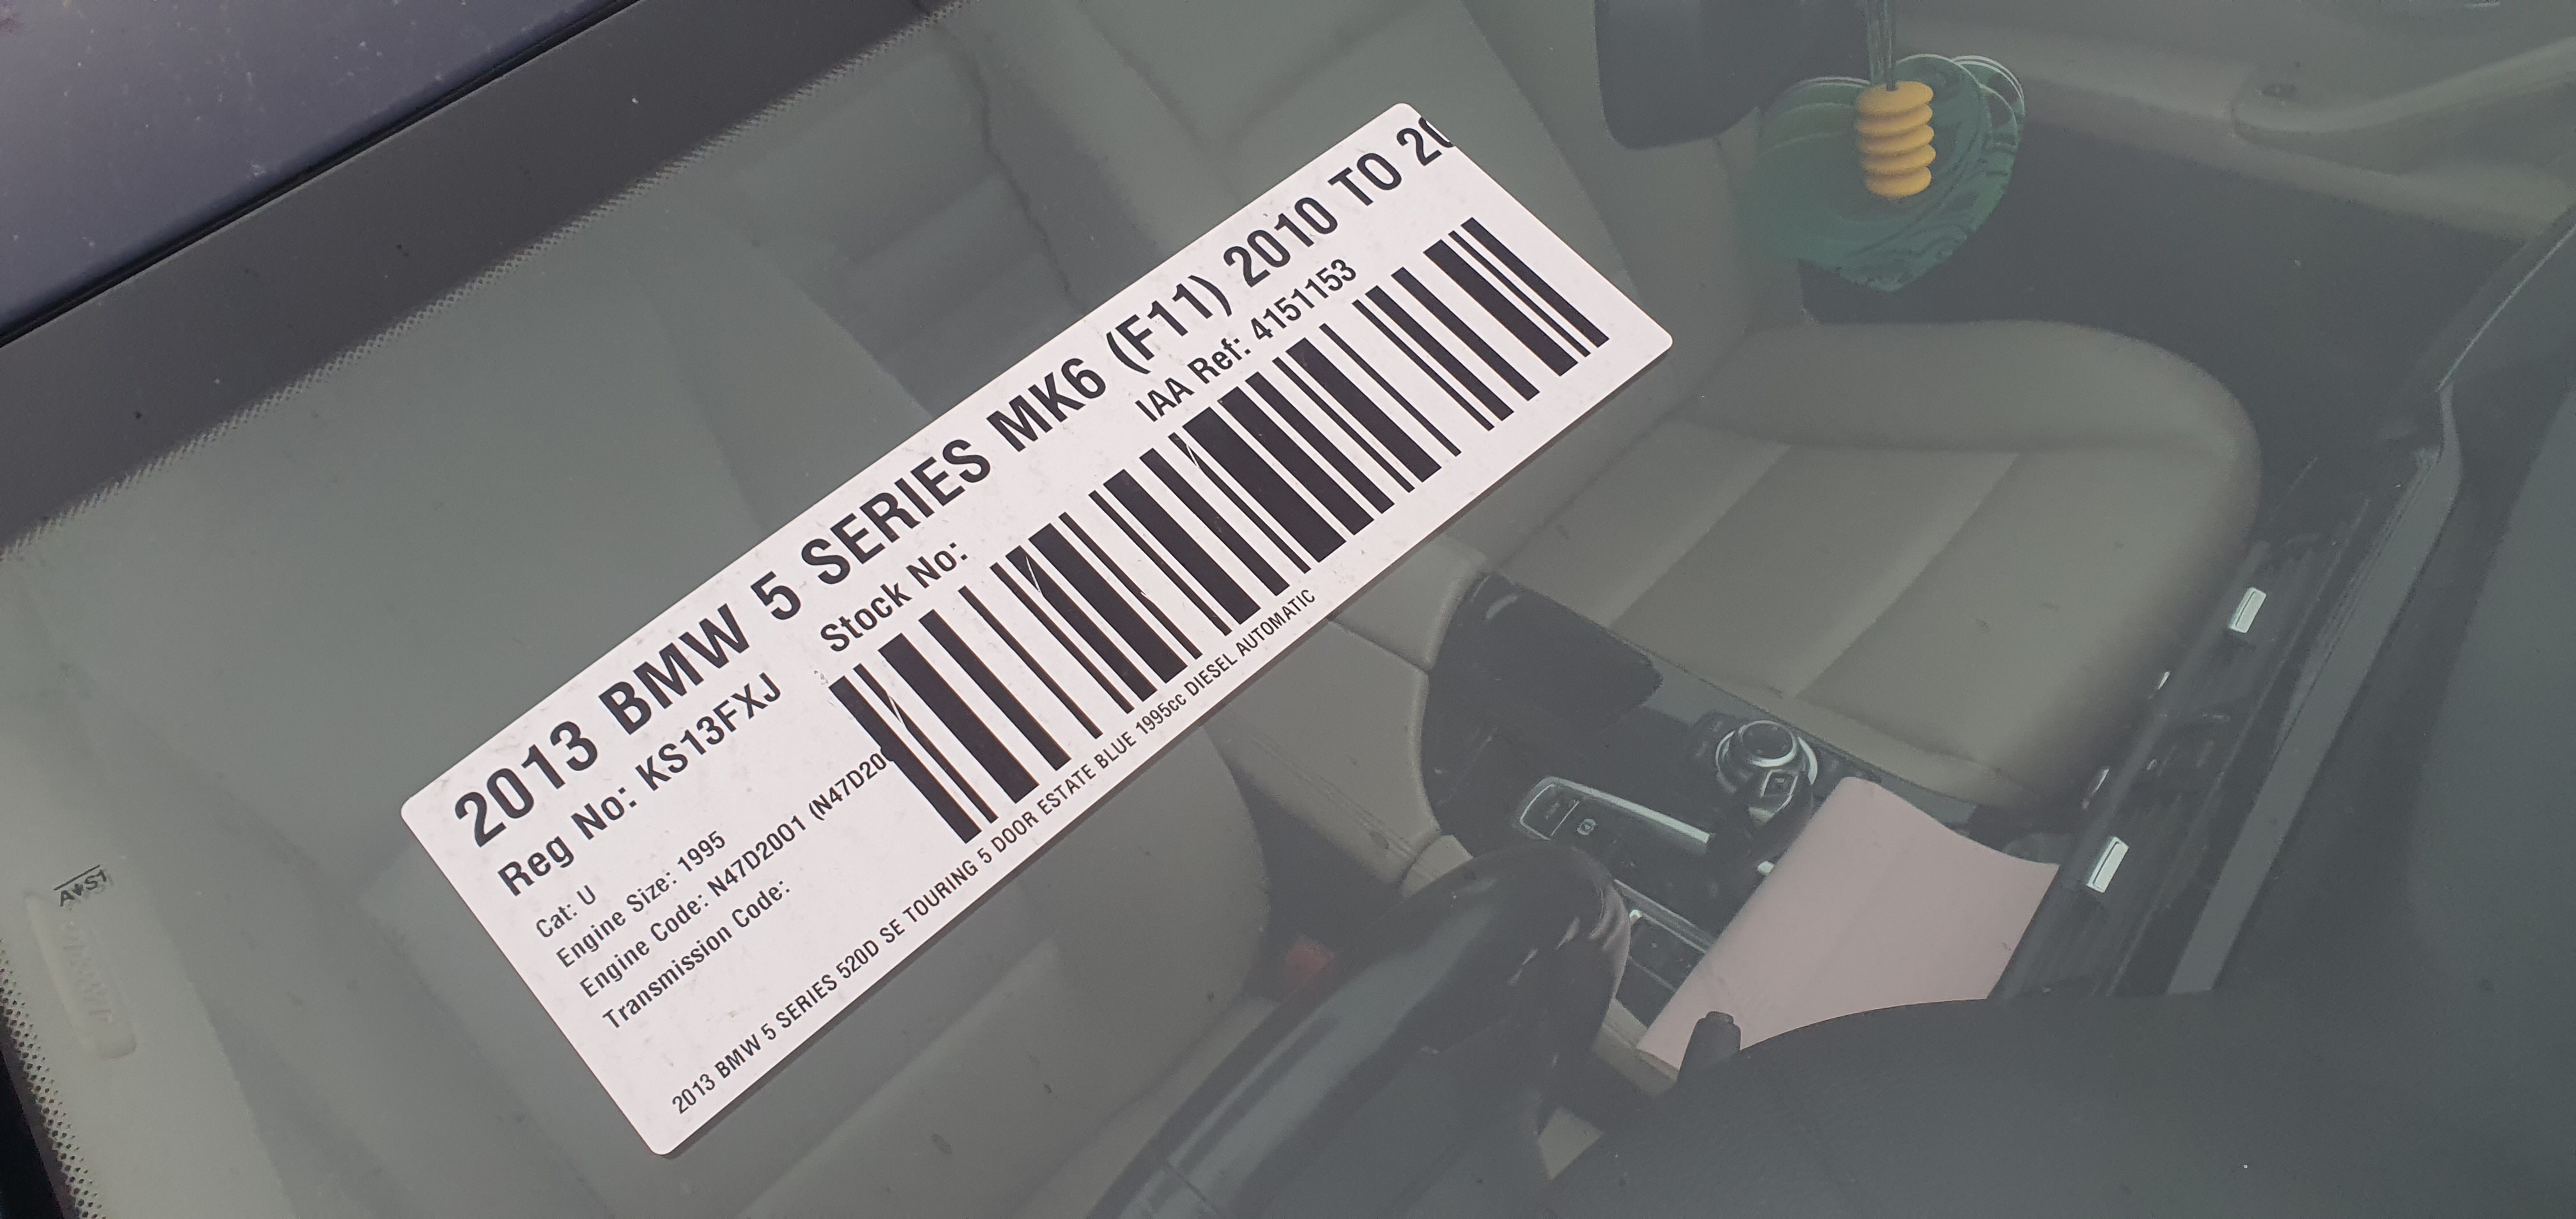 2013 BMW 5 SERIES MK6 (F11) 2010 TO 20
Reg No: KS13FXJ
Stock No:
IAA Ref: 4151153
Cat: U
Engine Size: 1995
Engine Code: N47D20O1 (N47D20
Transmission Code:
2013 BMW 5 SERIES 520D SE TOURING 5 DOOR ESTATE BLUE 1995cc DIESEL AUTOMATIC